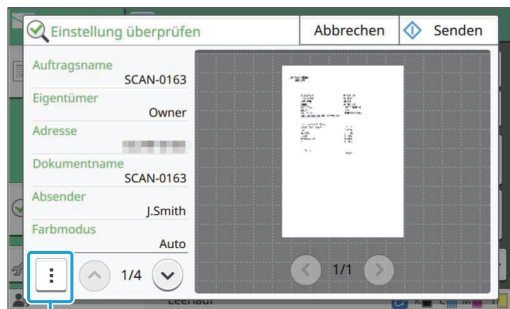 Einstellung überprüfen
Abbrechen
Senden
Auftragsname
SCAN-0163
Eigentümer
Owner
Adresse
Dokumentname
SCAN-0163
Absender
J.Smith
Farbmodus
Auto
1/4
1/1
Leerlauf